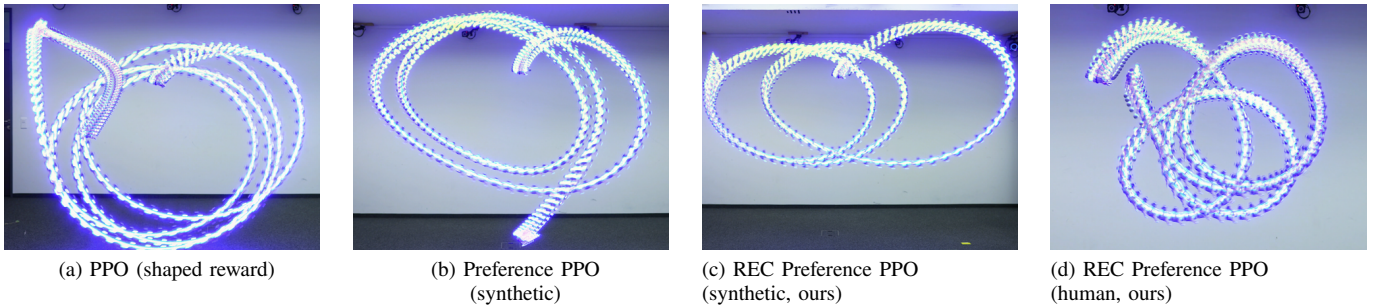 (a) PPO (shaped reward)
(b) Preference PPO
(synthetic)
(c) REC Preference PPO
(synthetic, ours)
(d) REC Preference PPO
(human, ours)